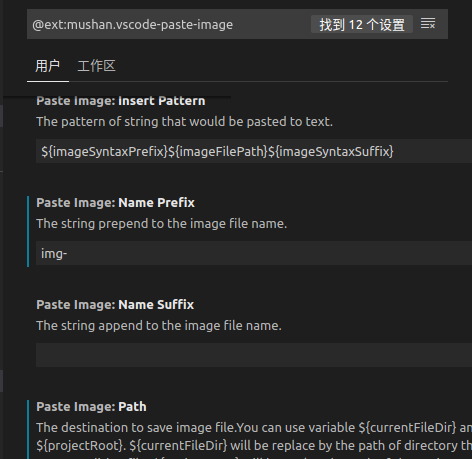 @ext:mushan.vscode-paste-image 找到 12 个设置
用户 工作区
Paste Image: Insert Pattern
The pattern of string that would be pasted to text.
${imageSyntaxPrefix}${imageFilePath}${imageSyntaxSuffix}
Paste Image: Name Prefix
The string prepend to the image file name.
img-
Paste Image: Name Suffix
The string append to the image file name.
Paste Image: Path
The destination to save image file.You can use variable ${currentFileDir} an
${projectRoot}. ${currentFileDir} will be replace by the path of directory th